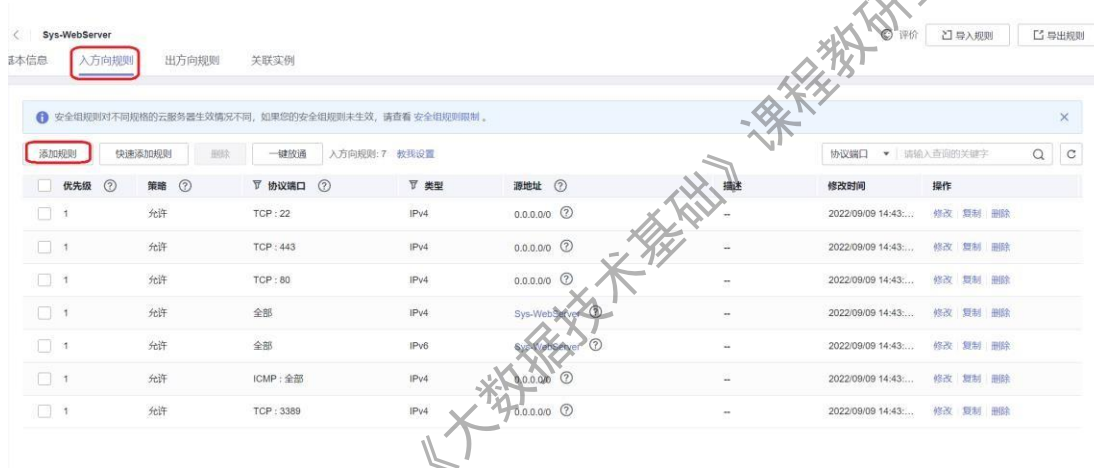 Sys-WebServer 评价 导入规则 导出规则
基本信息 入方向规则 出方向规则 关联实例
安全组规则对不同规格的云服务器生效情况不同，如果您的安全组规则未生效，请查看 安全组规则限制 。
添加规则 快速添加规则 删除 一键放通 入方向规则: 7 教我设置 协议端口 请输入查询的关键字
优先级 策略 协议端口 类型 源地址 描述 修改时间 操作
1 允许 TCP : 22 IPv4 0.0.0.0/0 -- 2022/09/09 14:43:... 修改 复制 删除
1 允许 TCP : 443 IPv4 0.0.0.0/0 -- 2022/09/09 14:43:... 修改 复制 删除
1 允许 TCP : 80 IPv4 0.0.0.0/0 -- 2022/09/09 14:43:... 修改 复制 删除
1 允许 全部 IPv4 Sys-WebServer -- 2022/09/09 14:43:... 修改 复制 删除
1 允许 全部 IPv6 Sys-WebServer -- 2022/09/09 14:43:... 修改 复制 删除
1 允许 ICMP : 全部 IPv4 0.0.0.0/0 -- 2022/09/09 14:43:... 修改 复制 删除
1 允许 TCP : 3389 IPv4 0.0.0.0/0 -- 2022/09/09 14:43:... 修改 复制 删除
《大数据技术基础》课程教研